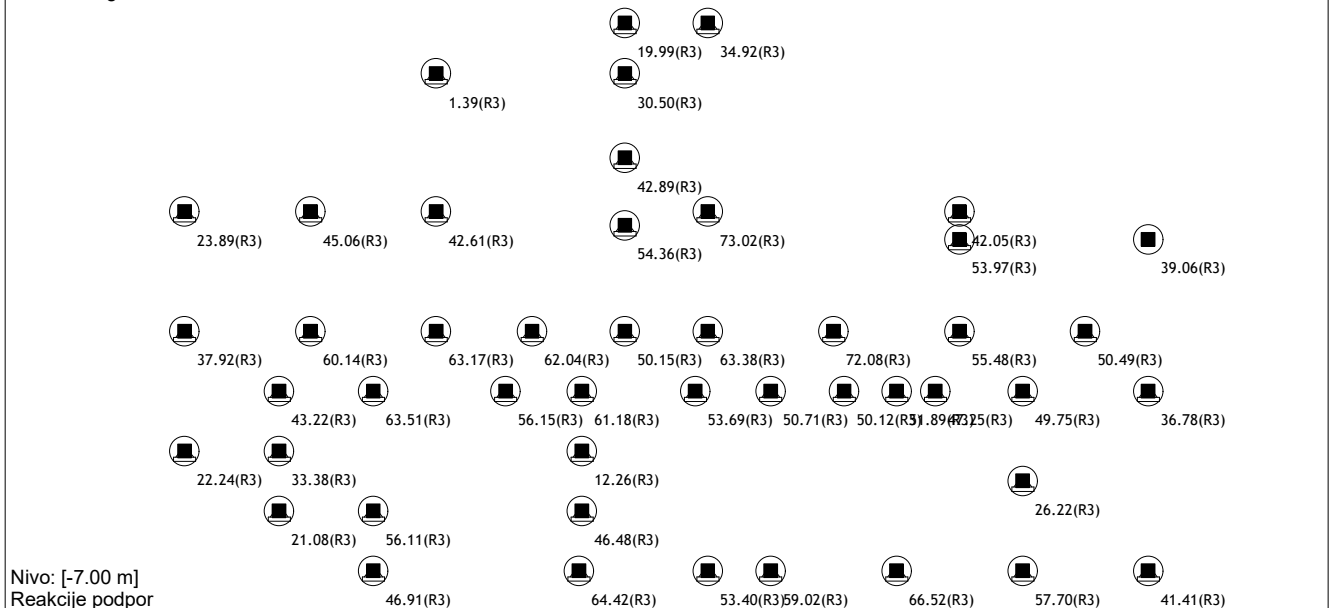 19.99(R3) 34.92(R3)
1.39(R3) 30.50(R3)
42.89(R3)
23.89(R3) 45.06(R3) 42.61(R3) 54.36(R3) 73.02(R3) 42.05(R3)
53.97(R3) 39.06(R3)
37.92(R3) 60.14(R3) 63.17(R3) 62.04(R3) 50.15(R3) 63.38(R3) 72.08(R3) 55.48(R3) 50.49(R3)
43.22(R3) 63.51(R3) 56.15(R3) 61.18(R3) 53.69(R3) 50.71(R3) 50.12(R3) 49.75(R3) 36.78(R3)
22.24(R3) 33.38(R3) 12.26(R3)
26.22(R3)
21.08(R3) 56.11(R3) 46.48(R3)
46.91(R3) 64.42(R3) 53.40(R3) 59.02(R3) 66.52(R3) 57.70(R3) 41.41(R3)
Nivo: [-7.00 m]
Reakcije podpor